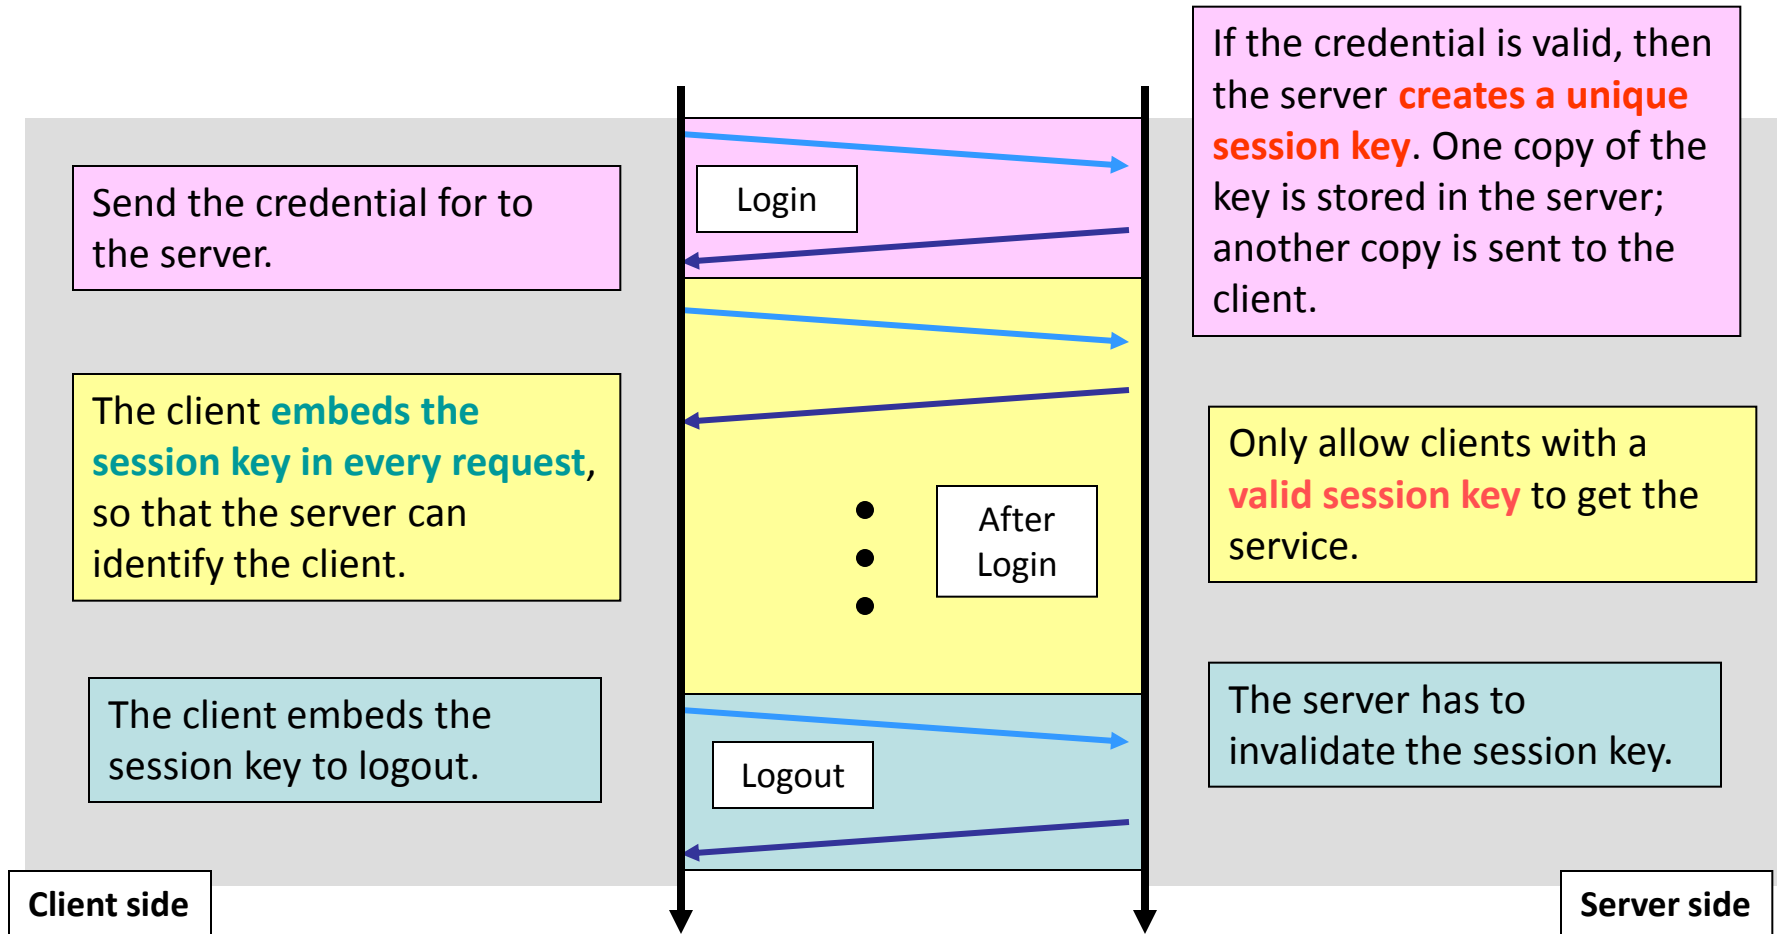 If the credential is valid, then
the server creates a unique
session key. One copy of the
key is stored in the server;
another copy is sent to the
client.
Send the credential for to
the server.
Login
The client embeds the
session key in every request,
so that the server can
identify the client.
After
Login
Only allow clients with a
valid session key to get the
service.
The client embeds the
session key to logout.
Logout
The server has to
invalidate the session key.
Client side
Server side